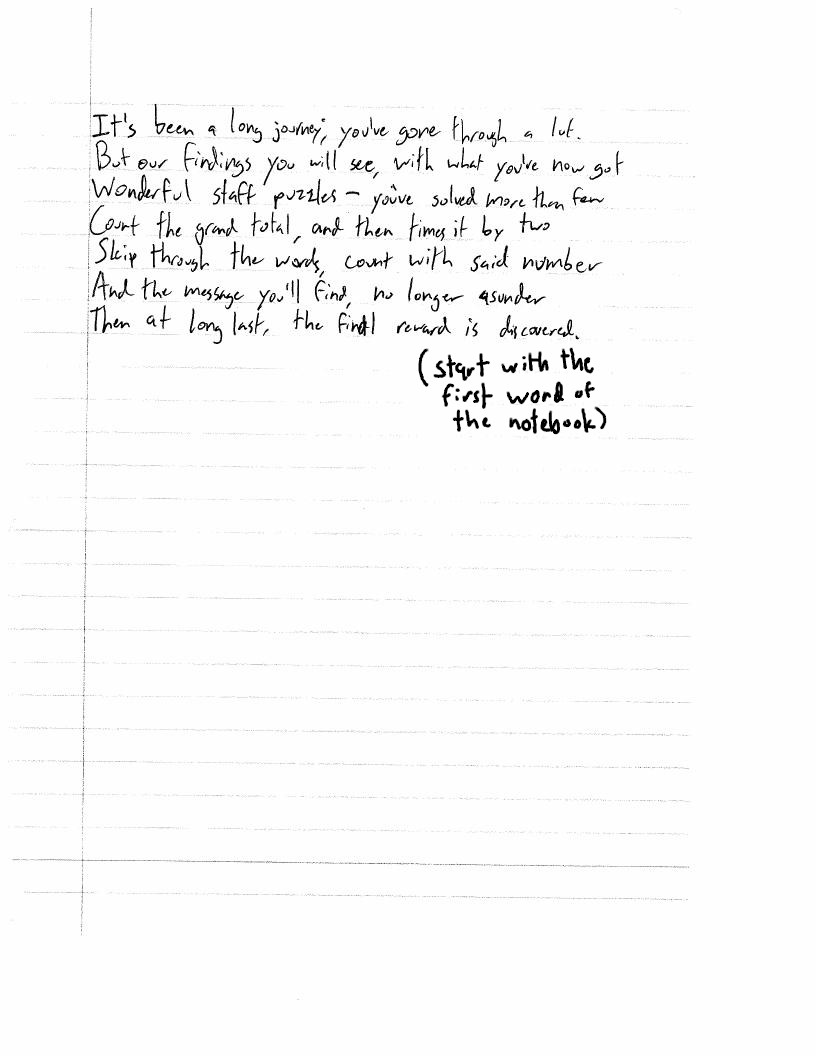 It's been a long journey, you've gone through a lot.
But our findings you will see, with what you've now got
Wonderful staff puzzles – you've solved more than few
Count the grand total, and then times it by two
Skip through the words, count with said number
And the message you'll find, no longer asunder
Then at long last, the final reward is discovered.
(start with the
first word of
the notebook)